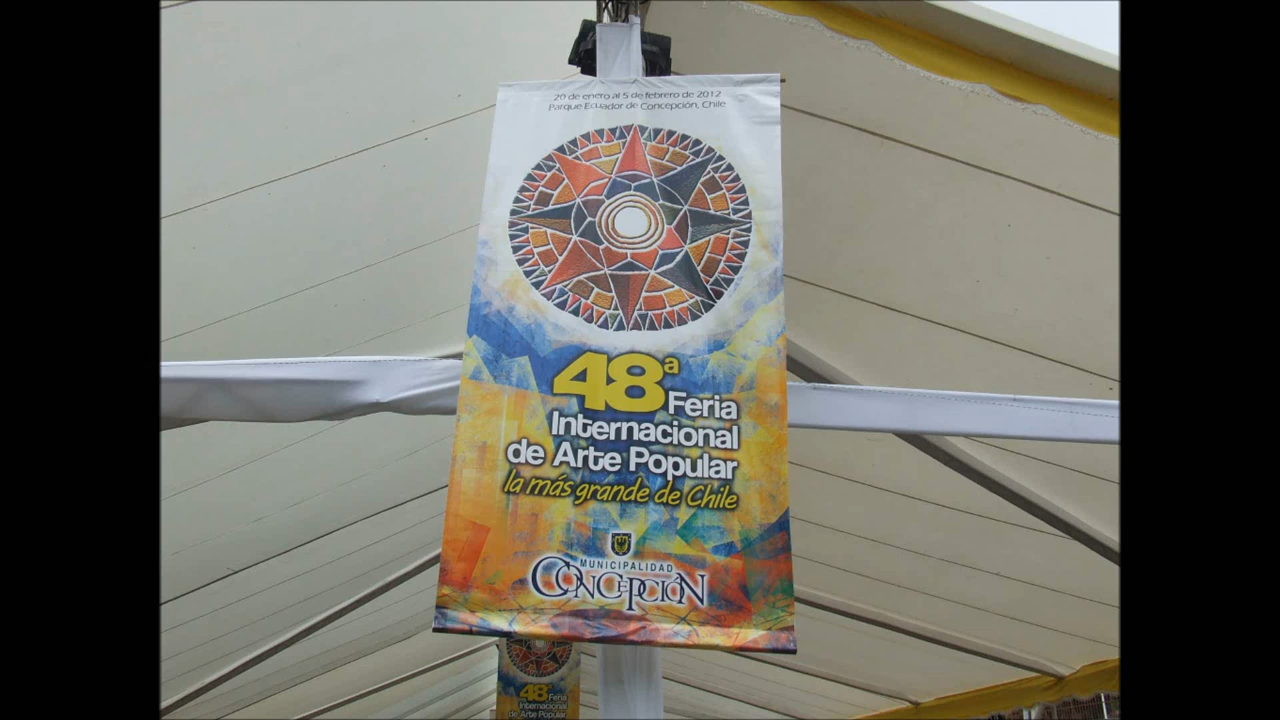 20 de enero al 5 de febrero de 2012
Parque Ecuador de Concepción, Chile
48ª
Feria
Internacional
de Arte Popular
la más grande de Chile
MUNICIPALIDAD
CONCEPCIÓN
48ª Feria
Internacional
de Arte Popular